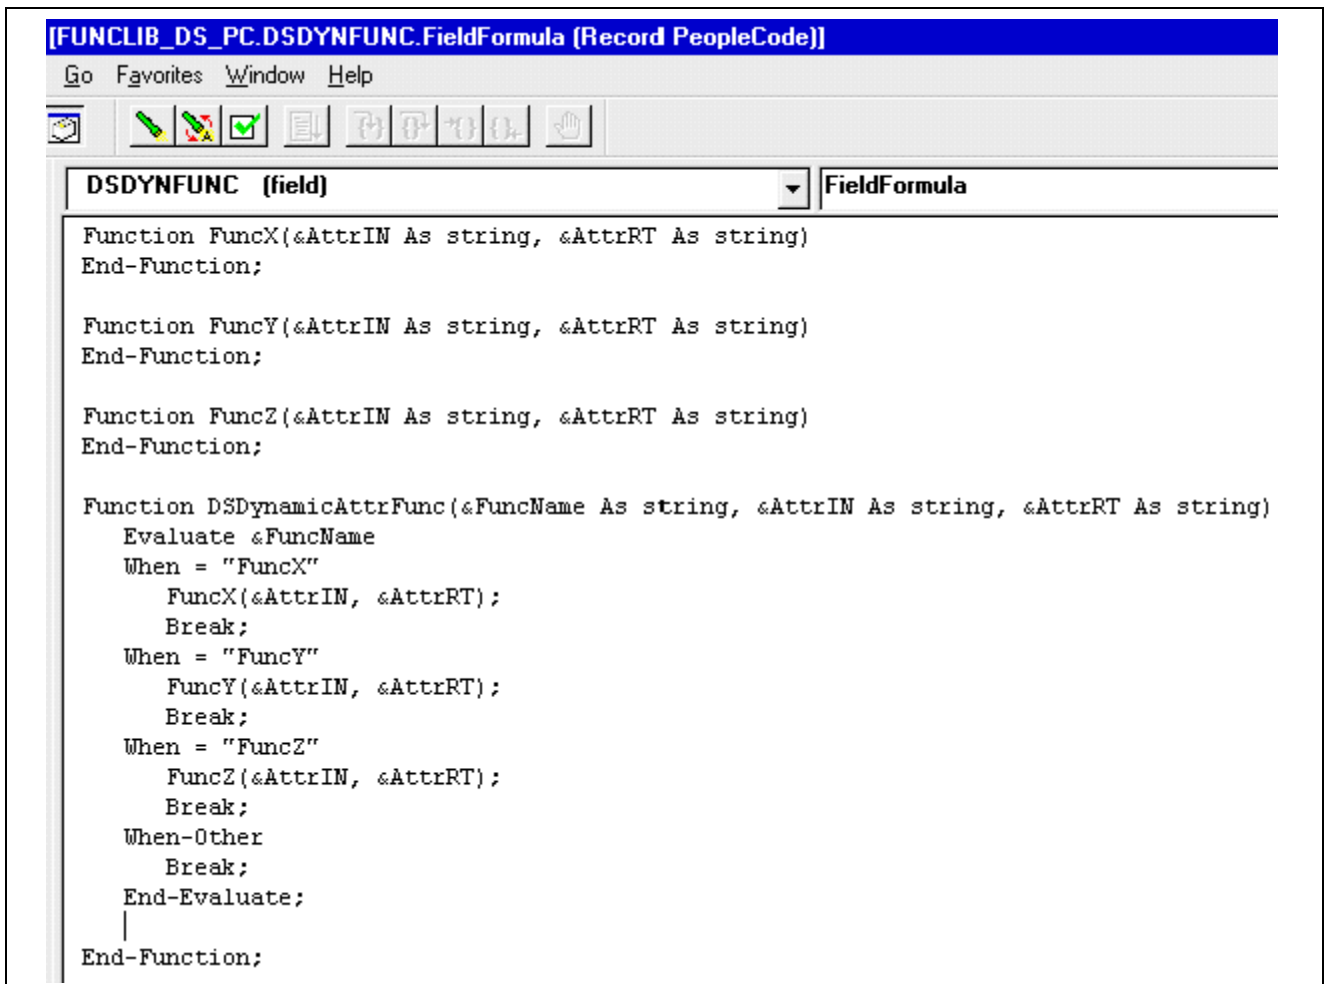 [FUNCLIB_DS_PC.DSDYNFUNC.FieldFormula (Record PeopleCode)]
Go Favorites Window Help
DSDYNFUNC (field) FieldFormula
Function FuncX(&AttrIN As string, &AttrRT As string)
End-Function;
Function FuncY(&AttrIN As string, &AttrRT As string)
End-Function;
Function FuncZ(&AttrIN As string, &AttrRT As string)
End-Function;
Function DSDynamicAttrFunc(&FuncName As string, &AttrIN As string, &AttrRT As string)
Evaluate &FuncName
When = "FuncX"
FuncX(&AttrIN, &AttrRT);
Break;
When = "FuncY"
FuncY(&AttrIN, &AttrRT);
Break;
When = "FuncZ"
FuncZ(&AttrIN, &AttrRT);
Break;
When-Other
Break;
End-Evaluate;
End-Function;